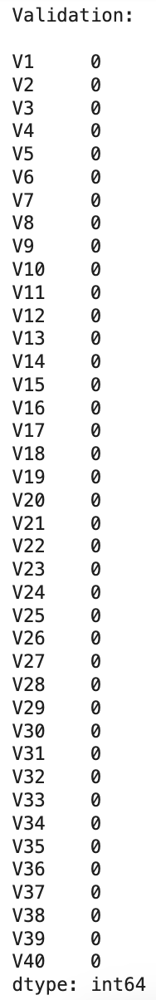 Validation:
V1 0
V2 0
V3 0
V4 0
V5 0
V6 0
V7 0
V8 0
V9 0
V10 0
V11 0
V12 0
V13 0
V14 0
V15 0
V16 0
V17 0
V18 0
V19 0
V20 0
V21 0
V22 0
V23 0
V24 0
V25 0
V26 0
V27 0
V28 0
V29 0
V30 0
V31 0
V32 0
V33 0
V34 0
V35 0
V36 0
V37 0
V38 0
V39 0
V40 0
dtype: int64